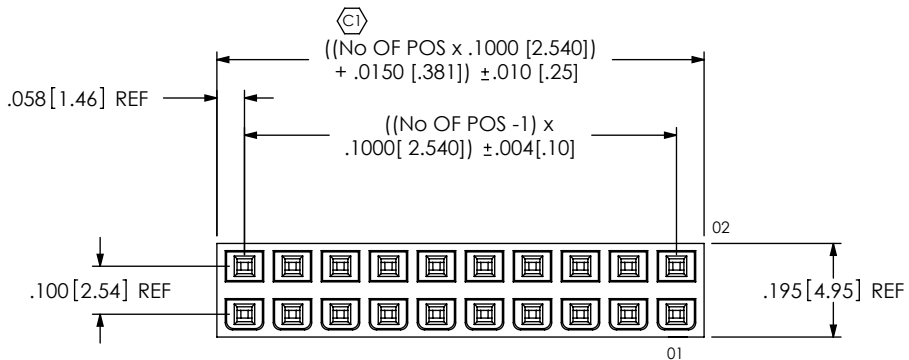 C1
((No OF POS x .1000 [2.540])
+ .0150 [.381]) ±.010 [.25]
.058[1.46] REF
((No OF POS -1) x
.1000[ 2.540]) ±.004[.10]
02
.100[2.54] REF
.195[4.95] REF
01